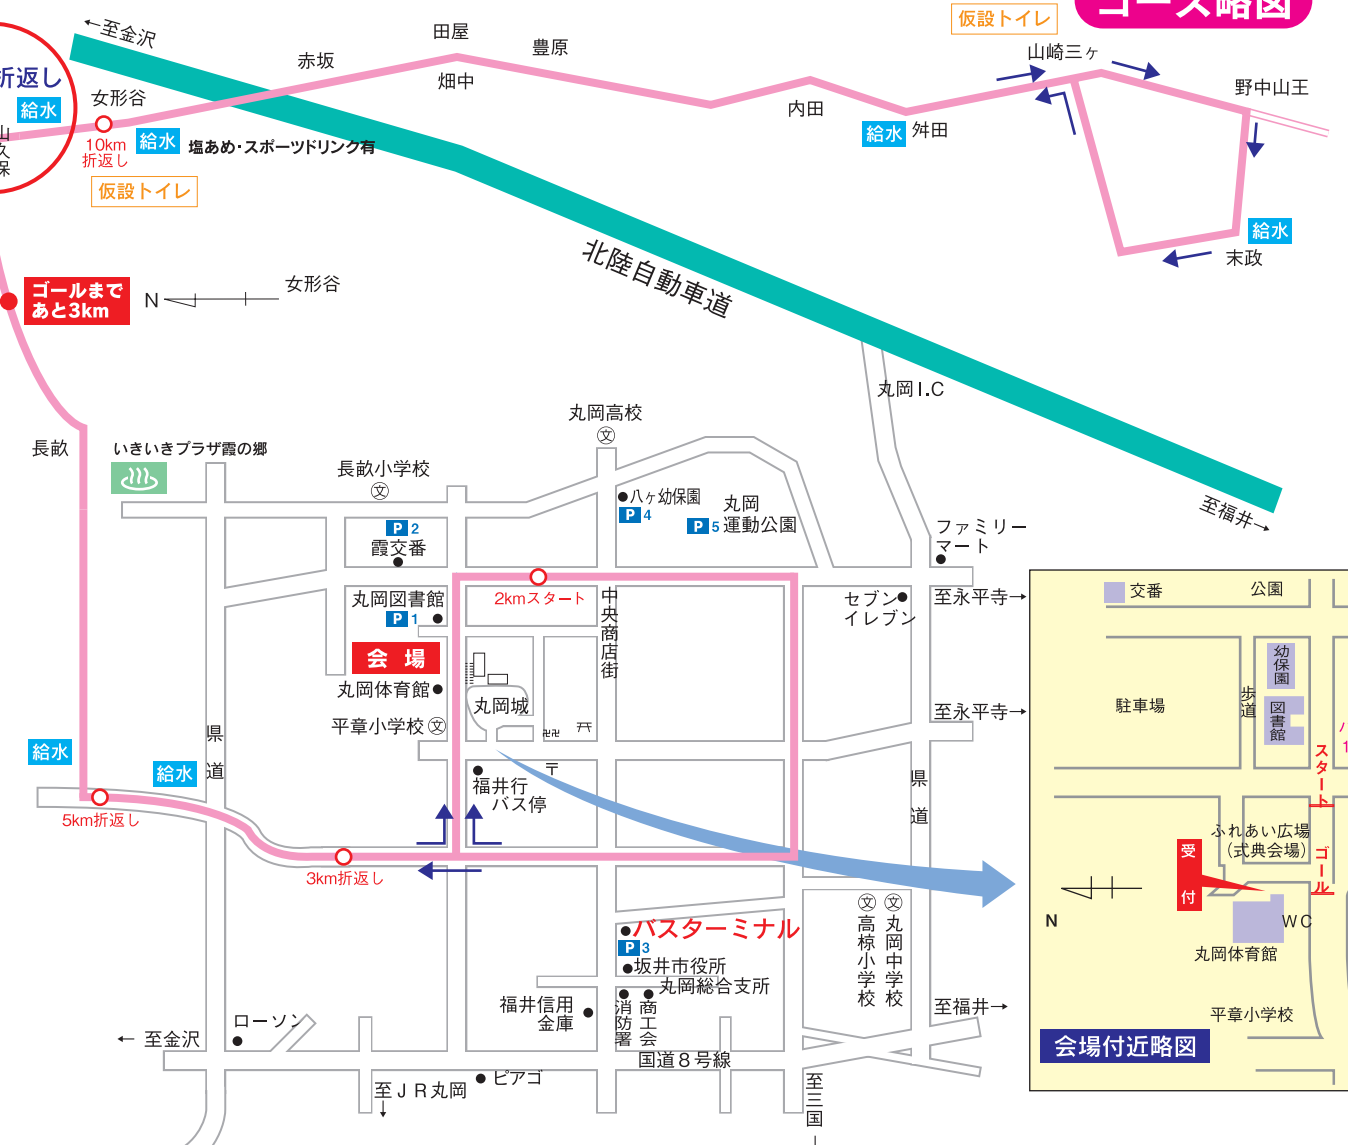 コース略図
仮設トイレ
←至金沢
田屋
豊原
赤坂
畑中
山崎三ヶ
野中山王
折返し
給水
女形谷
10km
折返し
給水
塩あめ・スポーツドリンク有
仮設トイレ
山久保
内田
給水
舛田
給水
末政
ゴールまで
あと3km
N
女形谷
北陸自動車道
丸岡I.C
至福井→
長畝
いきいきプラザ霞の郷
丸岡高校
文
長畝小学校
文
P 2
霞交番
八ヶ幼保園
P 4
P 5
丸岡
運動公園
ファミリー
マート
丸岡図書館
P 1
2kmスタート
中央商店街
セブン
イレブン
至永平寺→
会 場
丸岡体育館
丸岡城
平章小学校
文
至永平寺→
県道
給水
給水
〒
福井行
バス停
県道
5km折返し
3km折返し
バスターミナル
P 3
坂井市役所
丸岡総合支所
文
高椋小学校
文
丸岡中学校
福井信用
金庫
消防署
商工会
至福井→
←至金沢
ローソン
国道8号線
ピアゴ
至JR丸岡
↓
至三国
交番
公園
幼保園
歩道
図書館
駐車場
スタート
ふれあい広場
(式典会場)
ゴール
受付
N
WC
丸岡体育館
平章小学校
会場付近略図